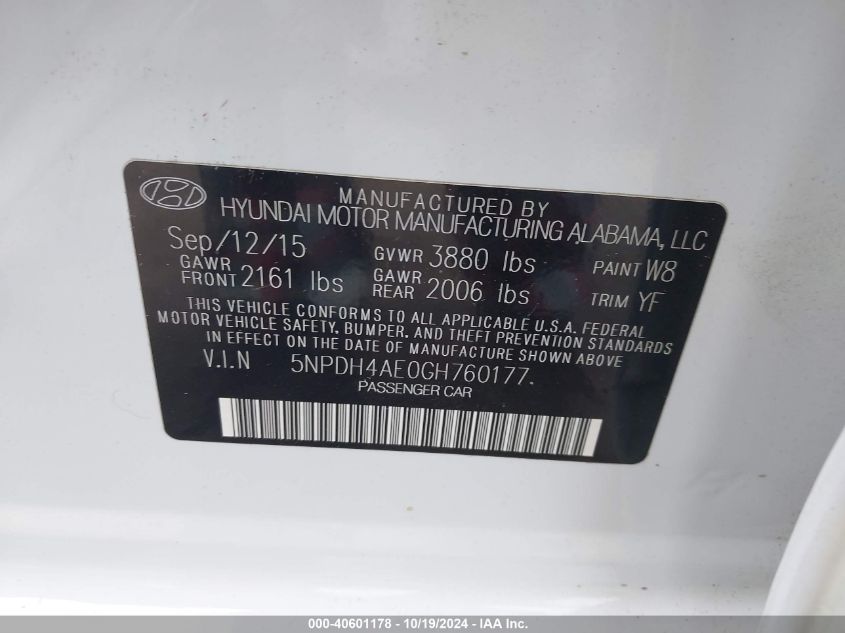 MANUFACTURED BY
HYUNDAI MOTOR MANUFACTURING ALABAMA, LLC
Sep/12/15 GVWR 3880 lbs PAINT W8
GAWR FRONT 2161 lbs GAWR REAR 2006 lbs TRIM YF
THIS VEHICLE CONFORMS TO ALL APPLICABLE U.S.A. FEDERAL
MOTOR VEHICLE SAFETY, BUMPER, AND THEFT PREVENTION STANDARDS
IN EFFECT ON THE DATE OF MANUFACTURE SHOWN ABOVE
V.I.N 5NPDH4AE0GH760177.
PASSENGER CAR
000-40601178 - 10/19/2024 - IAA Inc.